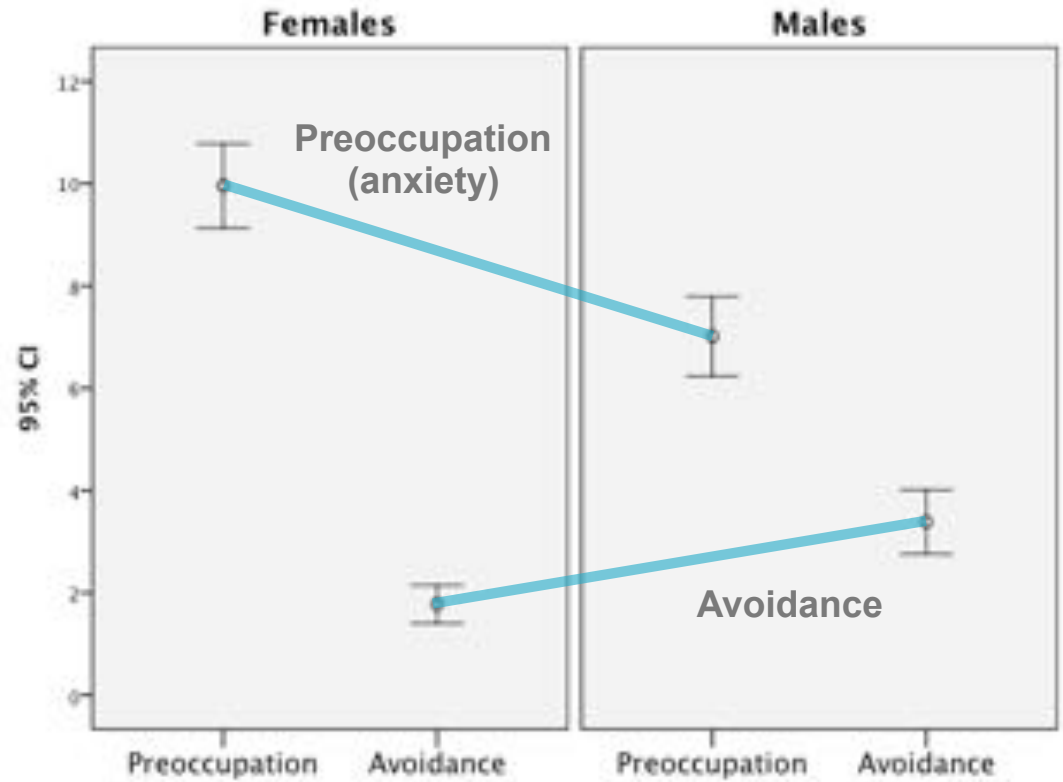 Females
Males
12
10
8
6
4
2
0
95% CI
Preoccupation
(anxiety)
Avoidance
Preoccupation
Avoidance
Preoccupation
Avoidance